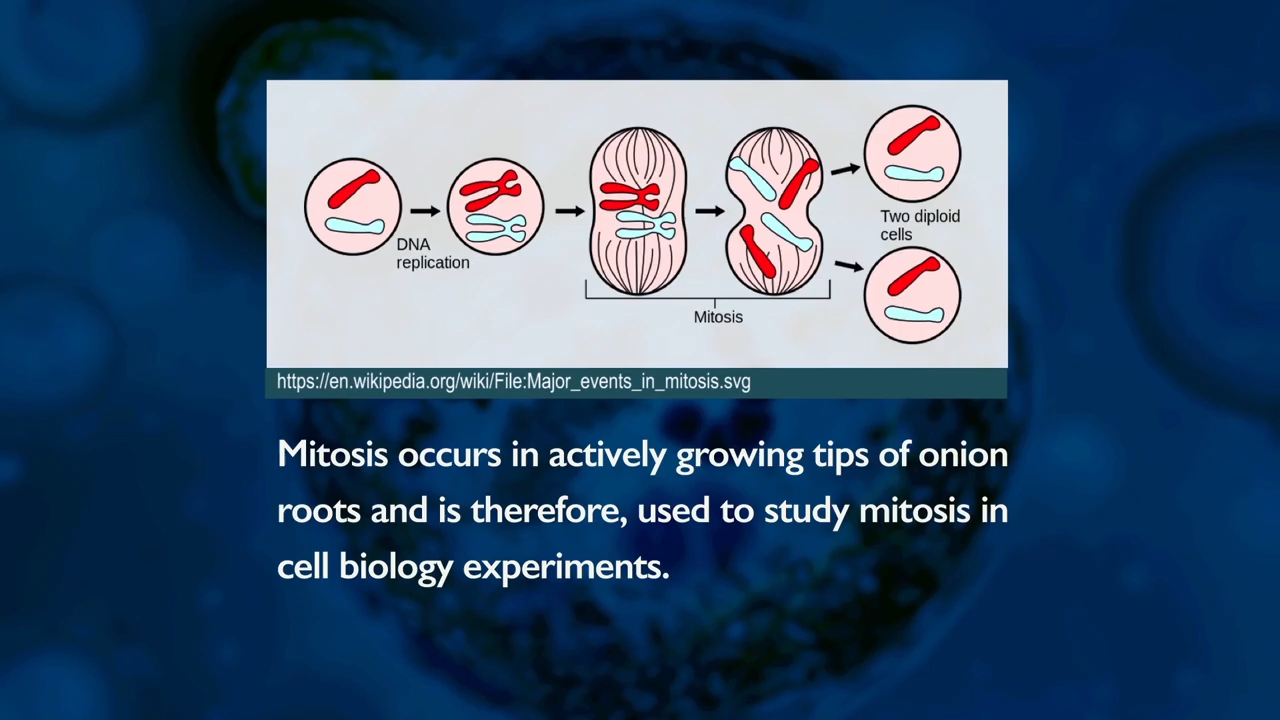 DNA
replication
Mitosis
Two diploid
cells
https://en.wikipedia.org/wiki/File:Major_events_in_mitosis.svg
Mitosis occurs in actively growing tips of onion
roots and is therefore, used to study mitosis in
cell biology experiments.